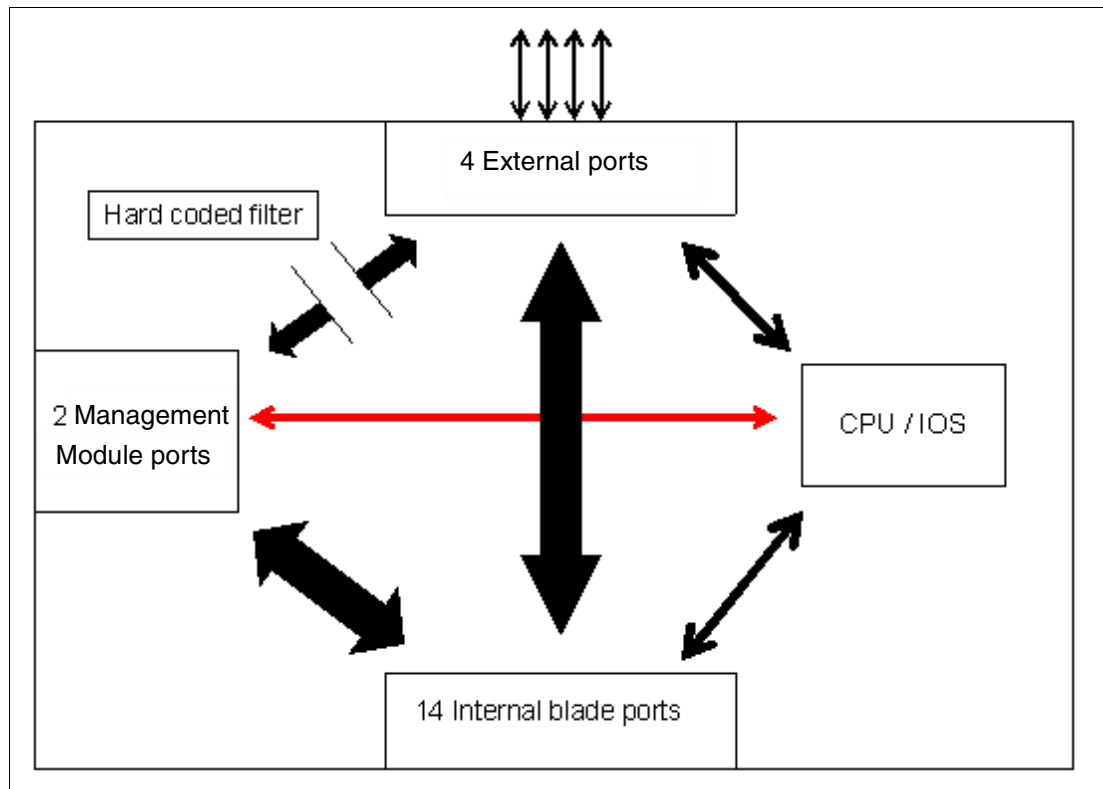 4 External ports
Hard coded filter
2 Management
Module ports
CPU / IOS
14 Internal blade ports